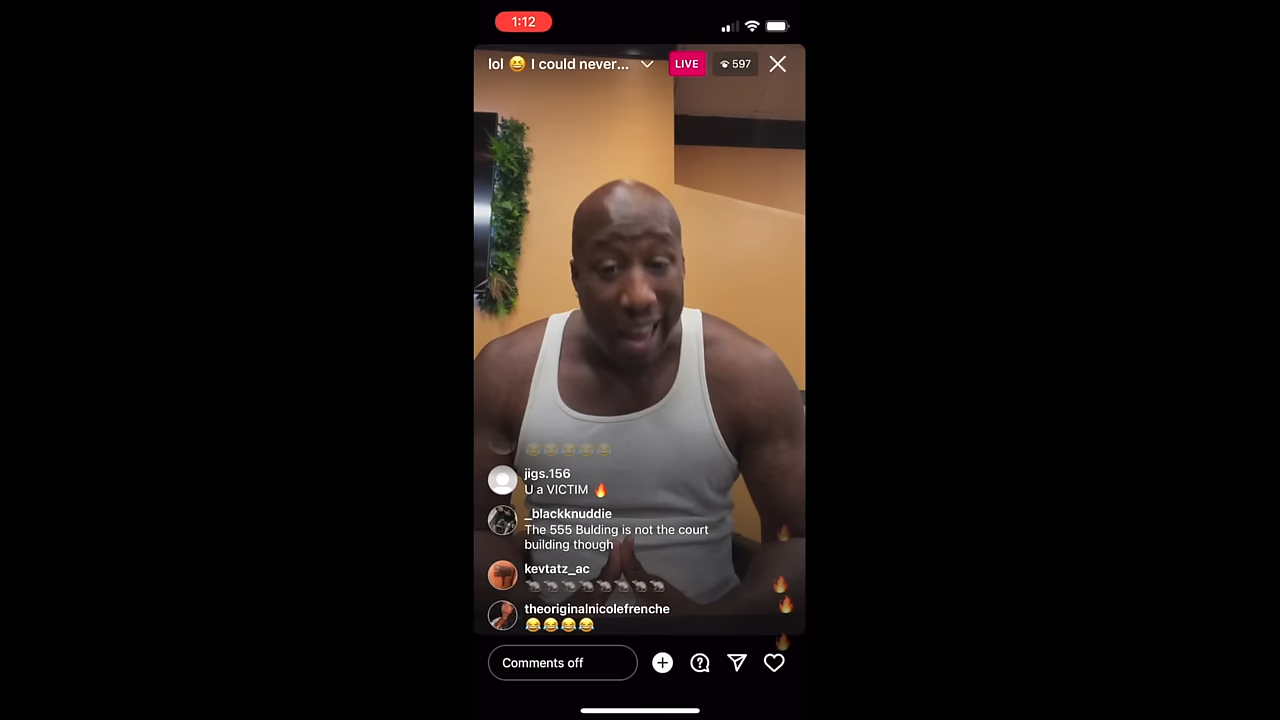 1:12
lol 😆 I could never...
LIVE
597
😂😂😂😂😂
jigs.156
U a VICTIM 🔥
_blackknuddie
The 555 Bulding is not the court
building though
kevtatz_ac
🐀🐀🐀🐀🐀🐀🐀🐀
theoriginalnicolefrenche
😂😂😂😂
Comments off